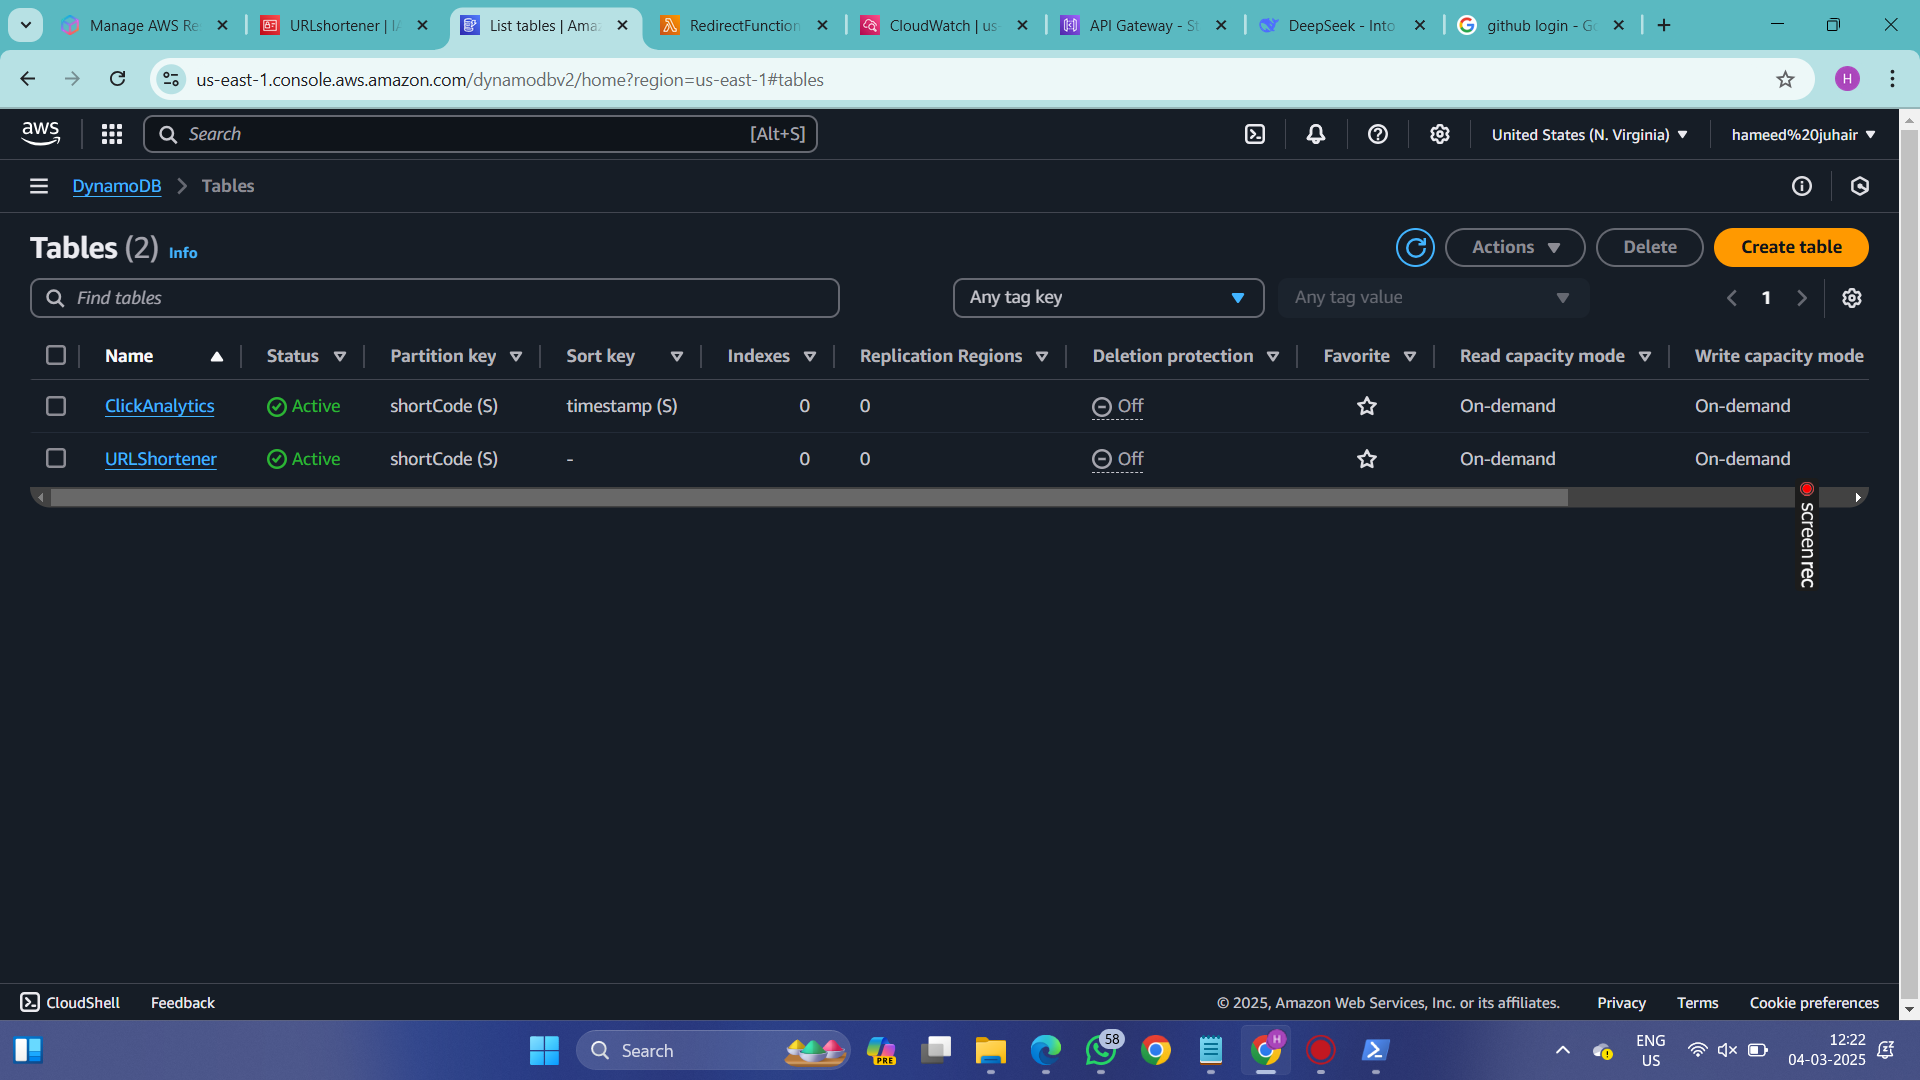 Manage AWS Re
URLshortener | IA
List tables | Ama
RedirectFunction
CloudWatch | us-
API Gateway - St
DeepSeek - Into
github login - Go
us-east-1.console.aws.amazon.com/dynamodbv2/home?region=us-east-1#tables
H
aws
Search
[Alt+S]
United States (N. Virginia)
hameed%20juhair
DynamoDB
Tables
Tables (2) Info
Actions
Delete
Create table
Find tables
Any tag key
Any tag value
1
Name Status Partition key Sort key Indexes Replication Regions Deletion protection Favorite Read capacity mode Write capacity mode
ClickAnalytics Active shortCode (S) timestamp (S) 0 0 Off On-demand On-demand
URLShortener Active shortCode (S) - 0 0 Off On-demand On-demand
screenrec
CloudShell
Feedback
© 2025, Amazon Web Services, Inc. or its affiliates.
Privacy
Terms
Cookie preferences
Search
PRE
58
H
ENG
US
12:22
04-03-2025